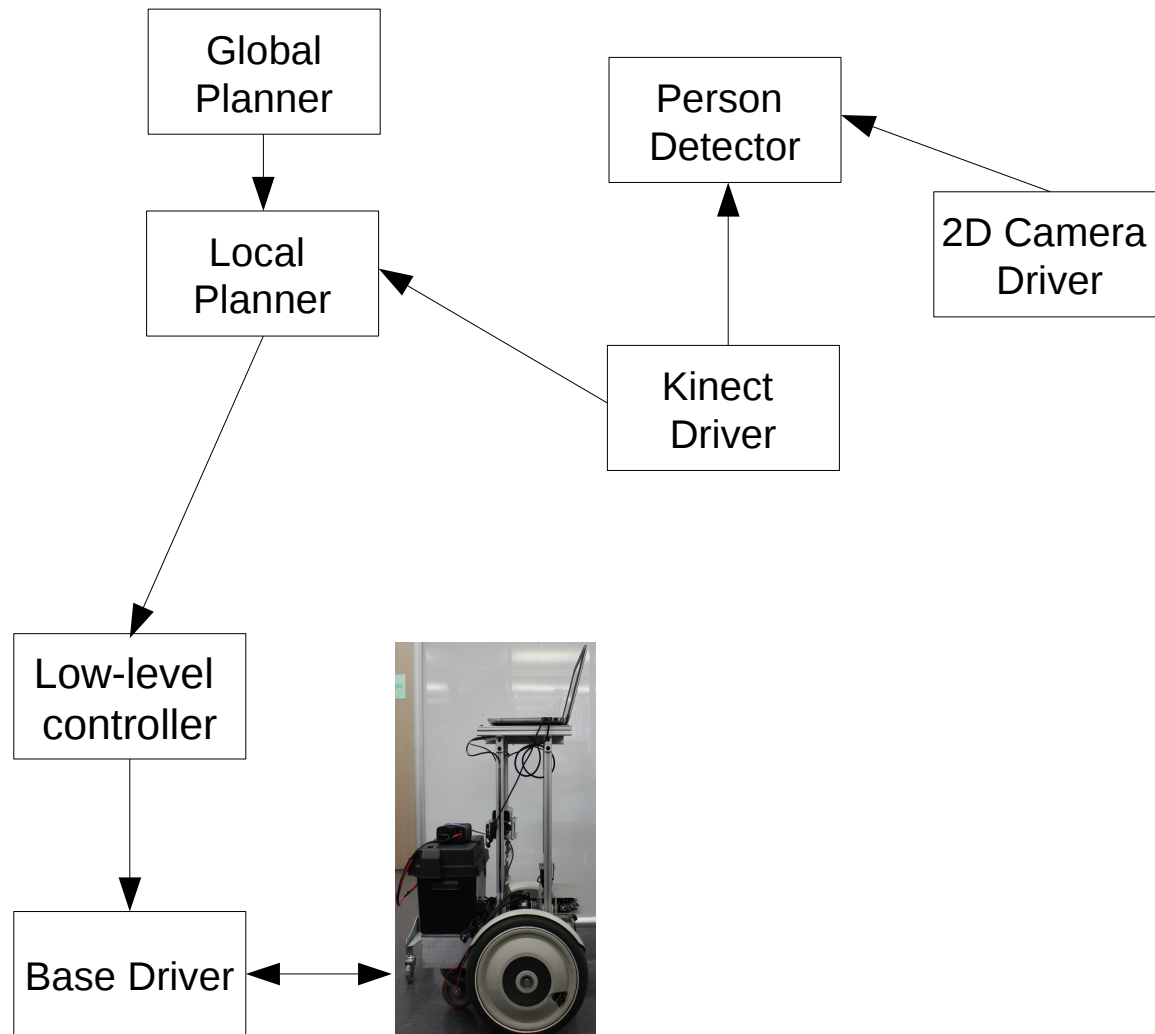 Global
Planner
Person
Detector
2D Camera
Driver
Local
Planner
Kinect
Driver
Low-level
controller
Base Driver